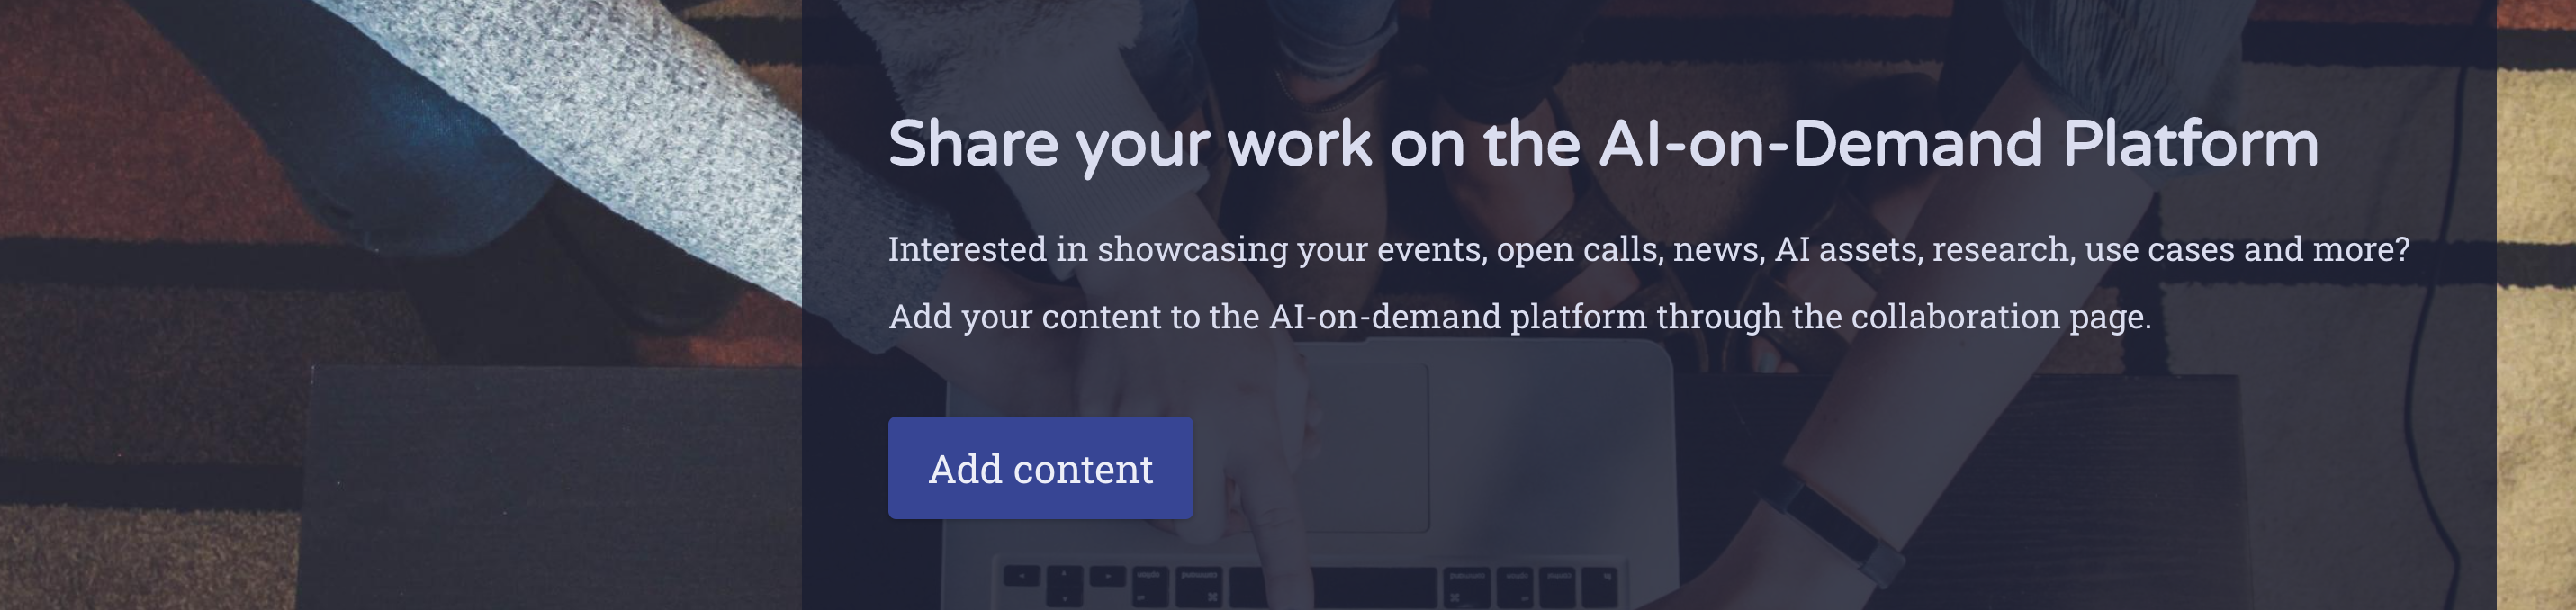 Share your work on the AI-on-Demand Platform
Interested in showcasing your events, open calls, news, AI assets, research, use cases and more?
Add your content to the AI-on-demand platform through the collaboration page.
Add content